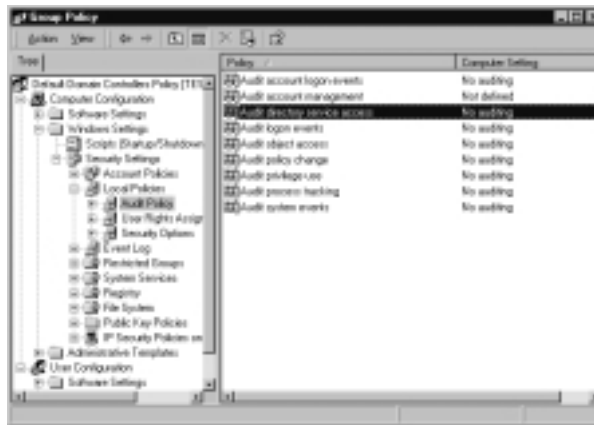 Group Policy
Action View
Tree
Default Domain Controllers Policy [TES
Computer Configuration
Software Settings
Windows Settings
Scripts (Startup/Shutdown
Security Settings
Account Policies
Local Policies
Audit Policy
User Rights Assign
Security Options
Event Log
Restricted Groups
System Services
Registry
File System
Public Key Policies
IP Security Policies on
Administrative Templates
User Configuration
Software Settings
Policy Computer Setting
Audit account logon events No auditing
Audit account management Not defined
Audit directory service access No auditing
Audit logon events No auditing
Audit object access No auditing
Audit policy change No auditing
Audit privilege use No auditing
Audit process tracking No auditing
Audit system events No auditing